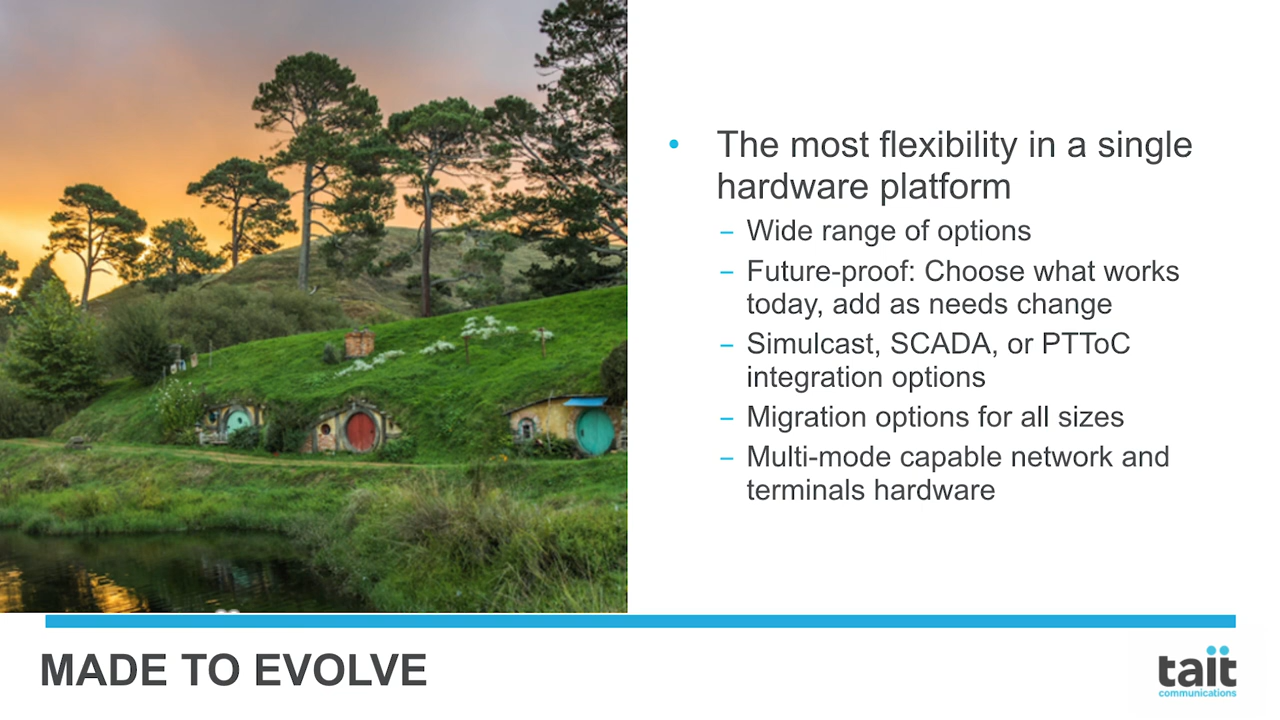 • The most flexibility in a single
hardware platform
– Wide range of options
– Future-proof: Choose what works
today, add as needs change
– Simulcast, SCADA, or PTToC
integration options
– Migration options for all sizes
– Multi-mode capable network and
terminals hardware
MADE TO EVOLVE
tait
communications